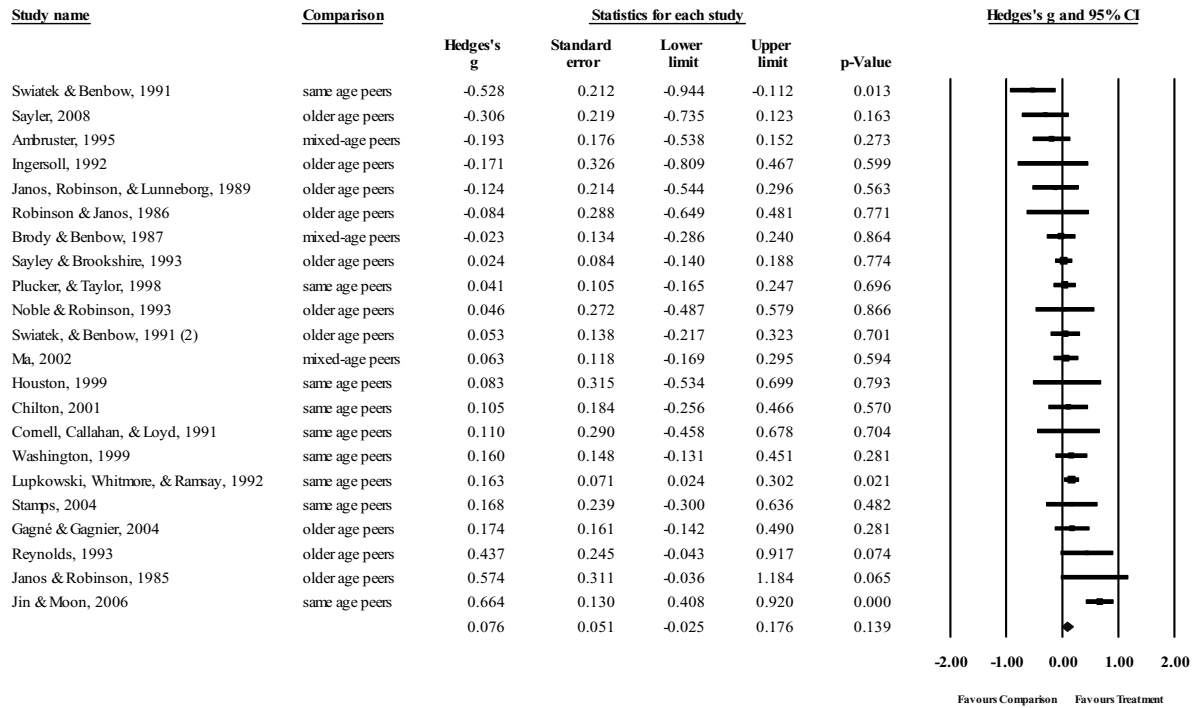 Study name Comparison Statistics for each study Hedges's g and 95% CI
Hedges's Standard Lower Upper
g error limit limit p-Value
Swiatek & Benbow, 1991 same age peers -0.528 0.212 -0.944 -0.112 0.013
Sayler, 2008 older age peers -0.306 0.219 -0.735 0.123 0.163
Ambruster, 1995 mixed-age peers -0.193 0.176 -0.538 0.152 0.273
Ingersoll, 1992 older age peers -0.171 0.326 -0.809 0.467 0.599
Janos, Robinson, & Lunneborg, 1989 older age peers -0.124 0.214 -0.544 0.296 0.563
Robinson & Janos, 1986 older age peers -0.084 0.288 -0.649 0.481 0.771
Brody & Benbow, 1987 mixed-age peers -0.023 0.134 -0.286 0.240 0.864
Sayley & Brookshire, 1993 older age peers 0.024 0.084 -0.140 0.188 0.774
Plucker, & Taylor, 1998 same age peers 0.041 0.105 -0.165 0.247 0.696
Noble & Robinson, 1993 older age peers 0.046 0.272 -0.487 0.579 0.866
Swiatek, & Benbow, 1991 (2) older age peers 0.053 0.138 -0.217 0.323 0.701
Ma, 2002 mixed-age peers 0.063 0.118 -0.169 0.295 0.594
Houston, 1999 same age peers 0.083 0.315 -0.534 0.699 0.793
Chilton, 2001 same age peers 0.105 0.184 -0.256 0.466 0.570
Cornell, Callahan, & Loyd, 1991 same age peers 0.110 0.290 -0.458 0.678 0.704
Washington, 1999 same age peers 0.160 0.148 -0.131 0.451 0.281
Lupkowski, Whitmore, & Ramsay, 1992 same age peers 0.163 0.071 0.024 0.302 0.021
Stamps, 2004 same age peers 0.168 0.239 -0.300 0.636 0.482
Gagné & Gagnier, 2004 older age peers 0.174 0.161 -0.142 0.490 0.281
Reynolds, 1993 older age peers 0.437 0.245 -0.043 0.917 0.074
Janos & Robinson, 1985 older age peers 0.574 0.311 -0.036 1.184 0.065
Jin & Moon, 2006 same age peers 0.664 0.130 0.408 0.920 0.000
0.076 0.051 -0.025 0.176 0.139
-2.00 -1.00 0.00 1.00 2.00
Favours Comparison Favours Treatment